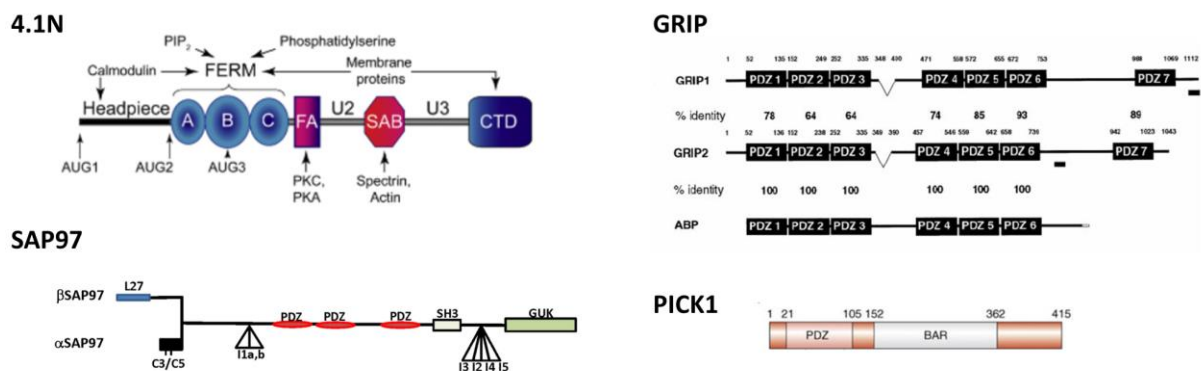 4.1N
PIP2
Phosphatidylserine
Calmodulin
FERM
Membrane
proteins
Headpiece
A
B
C
FA
U2
SAB
U3
CTD
AUG1
AUG2
AUG3
PKC,
PKA
Spectrin,
Actin
SAP97
βSAP97
L27
PDZ
PDZ
PDZ
SH3
GUK
αSAP97
C3/C5
I1a,b
I3 I2 I4 I5
GRIP
1 52 135 152 249 252 335 348 400 471 558 572 655 672 753 988 1069 1112
GRIP1 PDZ 1 PDZ 2 PDZ 3 PDZ 4 PDZ 5 PDZ 6 PDZ 7
% identity 78 64 64 74 85 93 89
1 52 136 152 238 252 335 349 390 457 546 559 642 658 739 942 1023 1043
GRIP2 PDZ 1 PDZ 2 PDZ 3 PDZ 4 PDZ 5 PDZ 6 PDZ 7
% identity 100 100 100 100 100 100
ABP PDZ 1 PDZ 2 PDZ 3 PDZ 4 PDZ 5 PDZ 6
PICK1
1 21 105 152 362 415
PDZ BAR